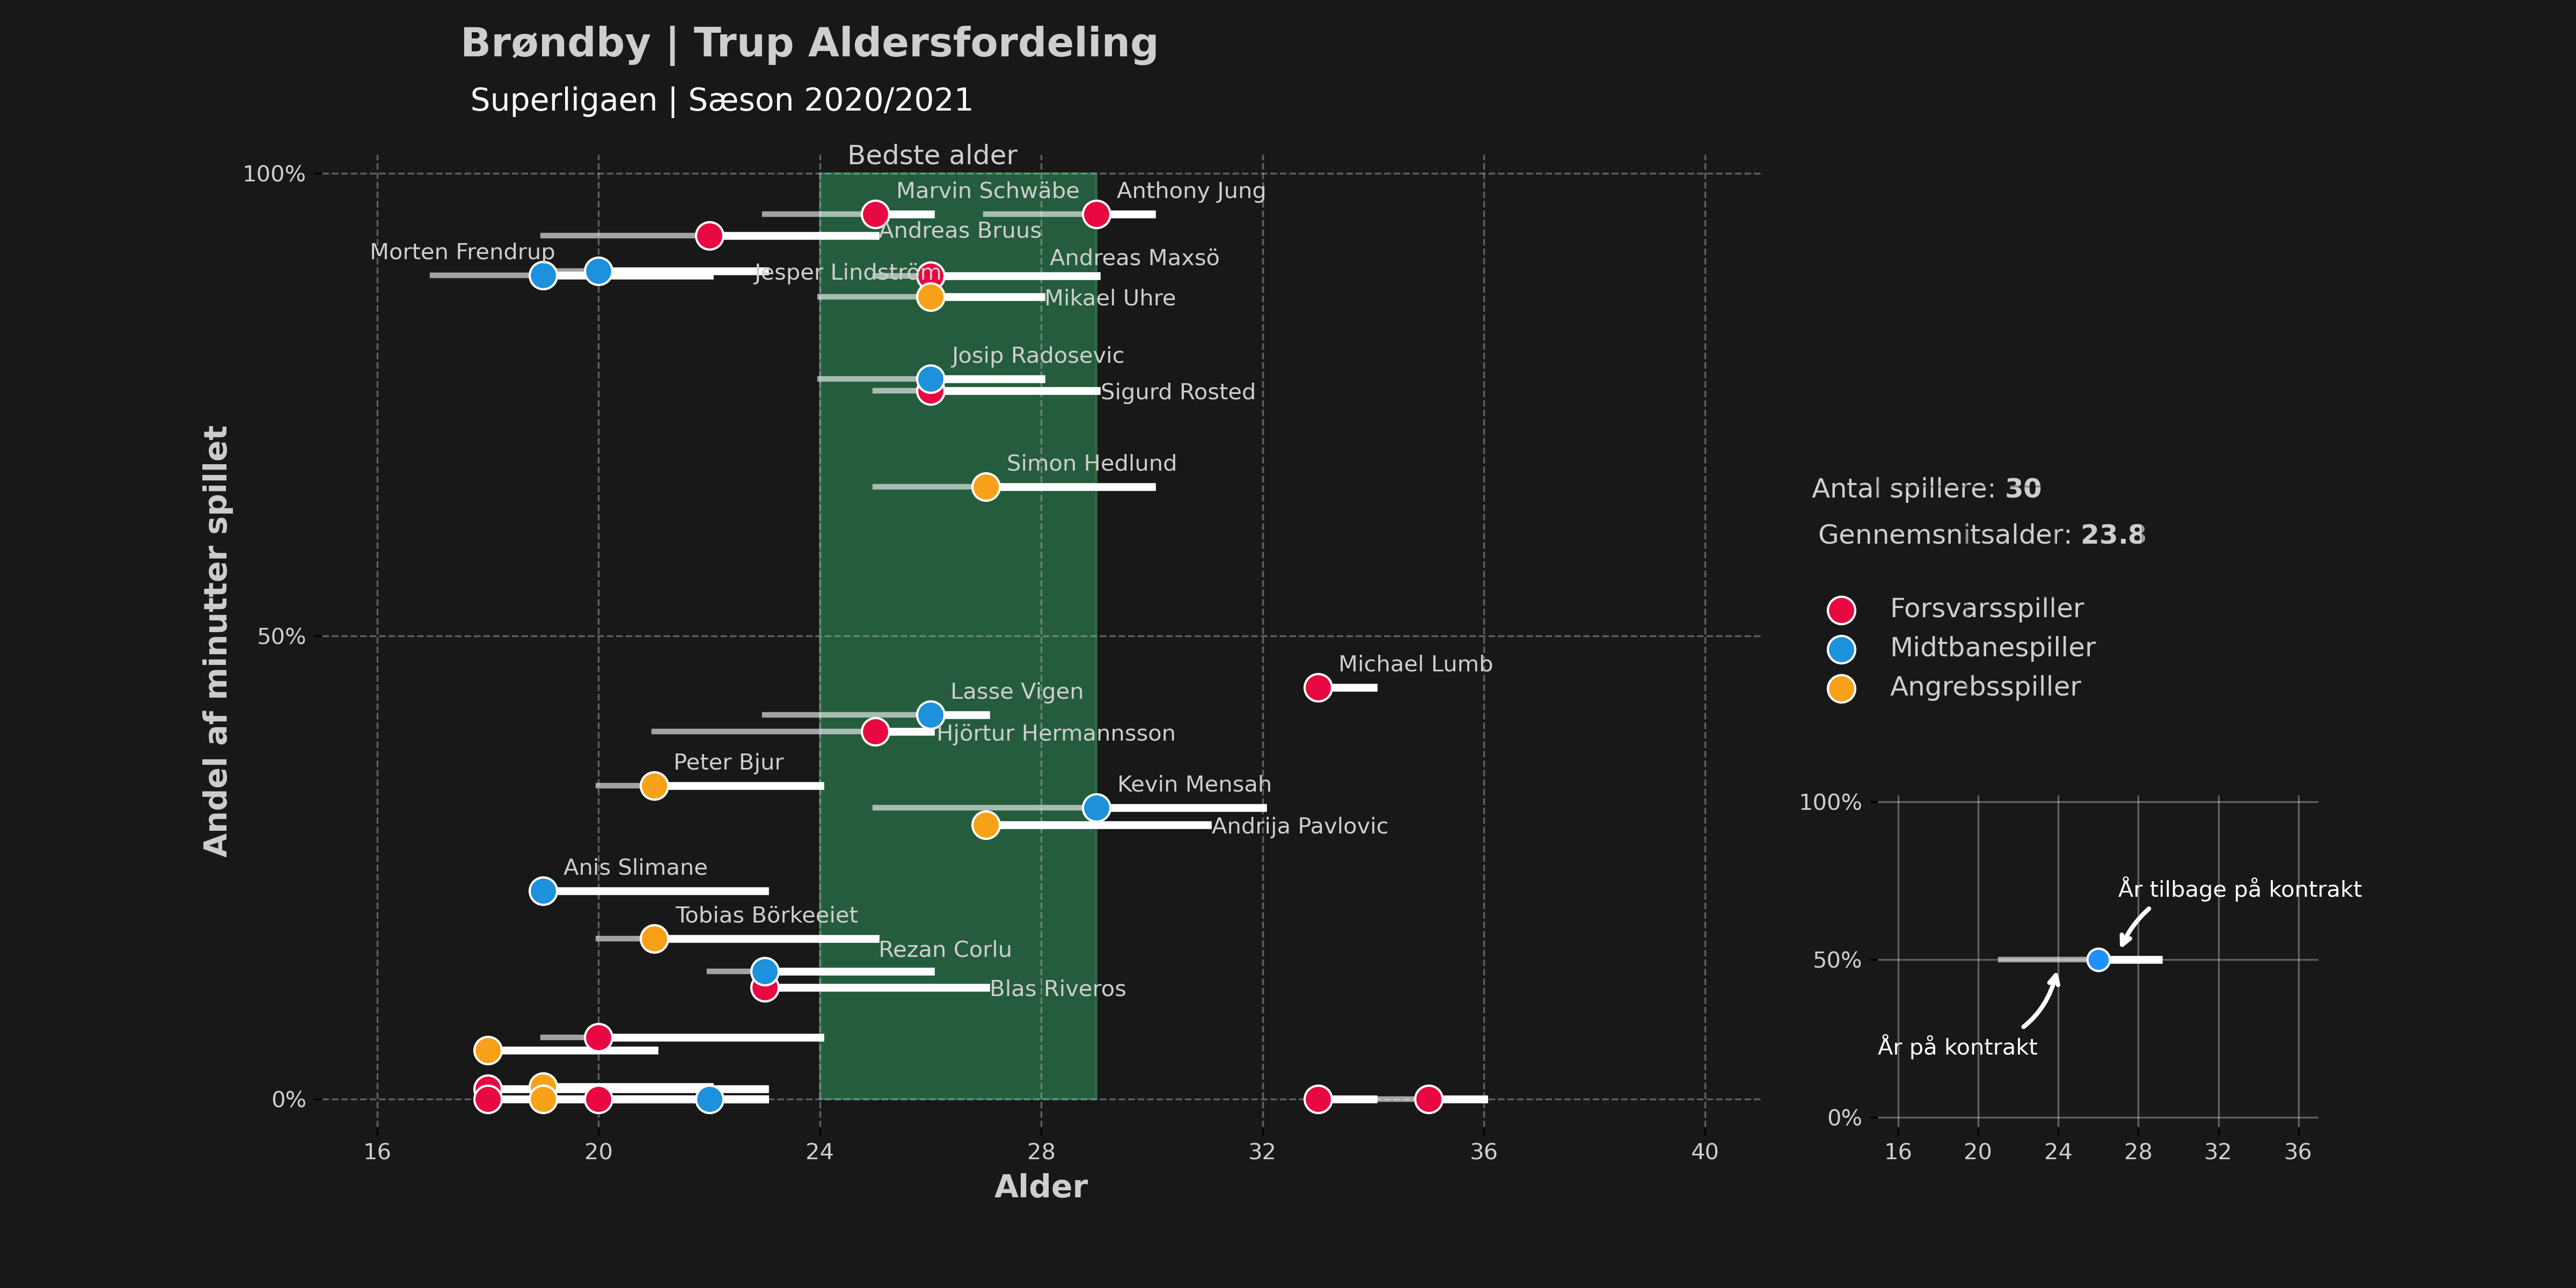 Brøndby | Trup Aldersfordeling
Superligaen | Sæson 2020/2021
Bedste alder
100%
Marvin Schwäbe
Anthony Jung
Andreas Bruus
Morten Frendrup
Andreas Maxsö
Jesper Lindström
Mikael Uhre
Josip Radosevic
Sigurd Rosted
Simon Hedlund
50%
Michael Lumb
Lasse Vigen
Hjörtur Hermannsson
Peter Bjur
Kevin Mensah
Andrija Pavlovic
Anis Slimane
Tobias Börkeeiet
Rezan Corlu
Blas Riveros
0%
16 20 24 28 32 36 40
Alder
Andel af minutter spillet
Antal spillere: 30
Gennemsnitsalder: 23.8
Forsvarsspiller
Midtbanespiller
Angrebsspiller
100%
År tilbage på kontrakt
50%
År på kontrakt
0%
16 20 24 28 32 36